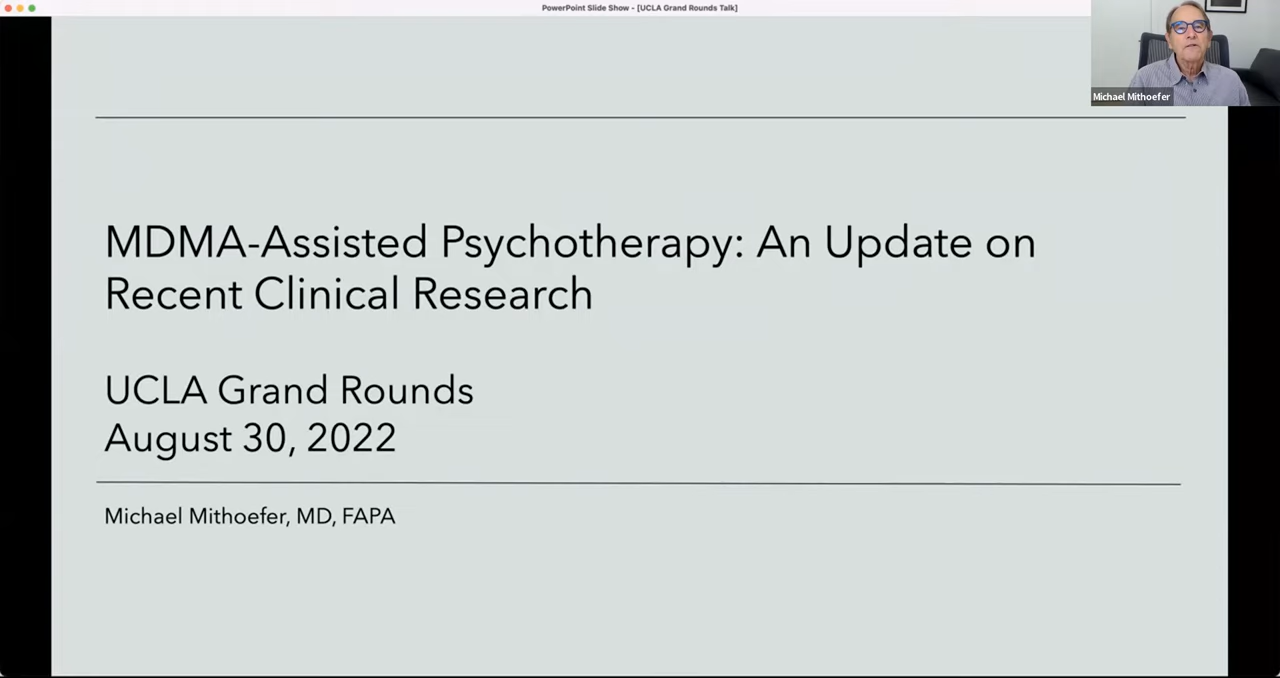 PowerPoint Slide Show - [UCLA Grand Rounds Talk]
Michael Mithoefer
MDMA-Assisted Psychotherapy: An Update on
Recent Clinical Research
UCLA Grand Rounds
August 30, 2022
Michael Mithoefer, MD, FAPA